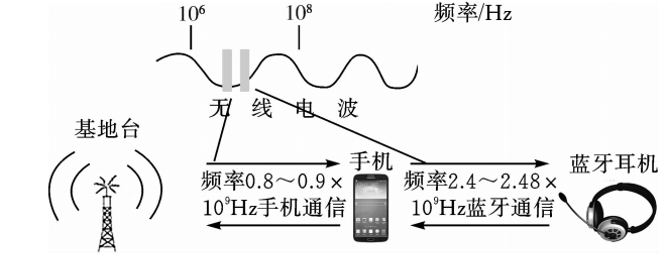 10⁶ 10⁸ 频率/Hz
无线电波
基地台
手机
蓝牙耳机
频率0.8～0.9×
10⁹Hz手机通信
频率2.4～2.48×
10⁹Hz蓝牙通信